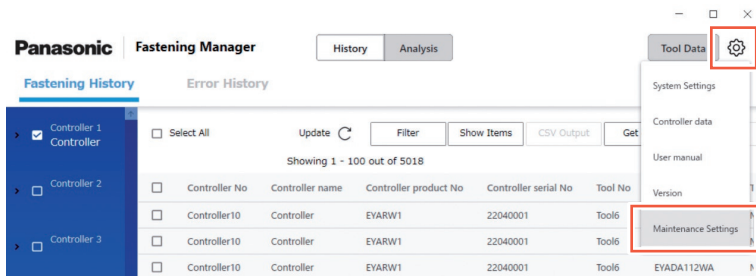 Panasonic Fastening Manager History Analysis Tool Data
Fastening History Error History
System Settings
Controller data
User manual
Version
Maintenance Settings
Controller 1
Controller
Select All Update Filter Show Items CSV Output Get
Showing 1 - 100 out of 5018
Controller 2
Controller No Controller name Controller product No Controller serial No Tool No
Controller10 Controller EYARW1 22040001 Tool6
Controller 3
Controller10 Controller EYARW1 22040001 Tool6
Controller10 Controller EYARW1 22040001 Tool6 EYADA112WA